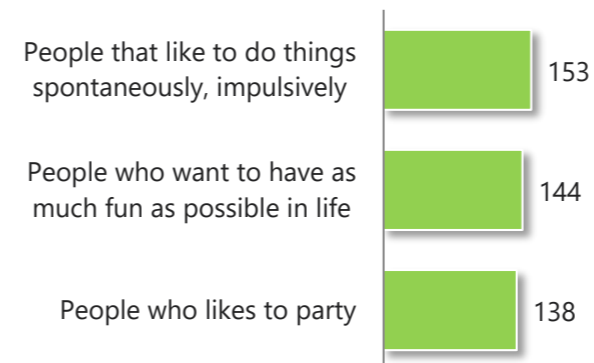 People that like to do things
spontaneously, impulsively
153
People who want to have as
much fun as possible in life
144
People who likes to party
138